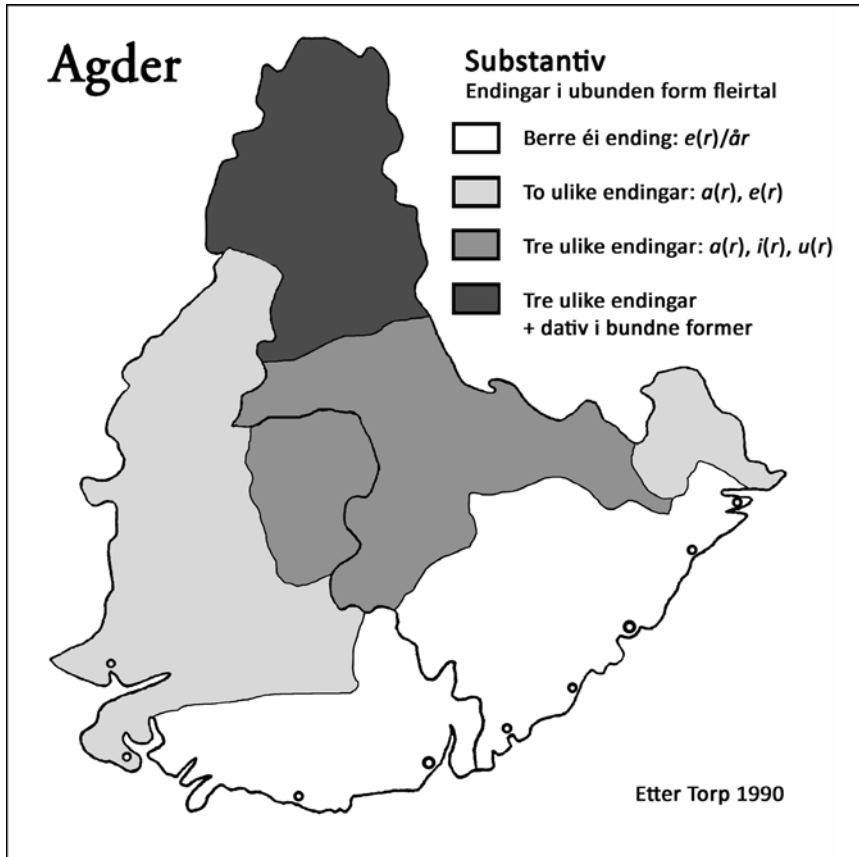 Agder
Substantiv
Endingar i ubunden form fleirtal
Berre éi ending: e(r)/år
To ulike endingar: a(r), e(r)
Tre ulike endingar: a(r), i(r), u(r)
Tre ulike endingar
+ dativ i bundne former
Etter Torp 1990